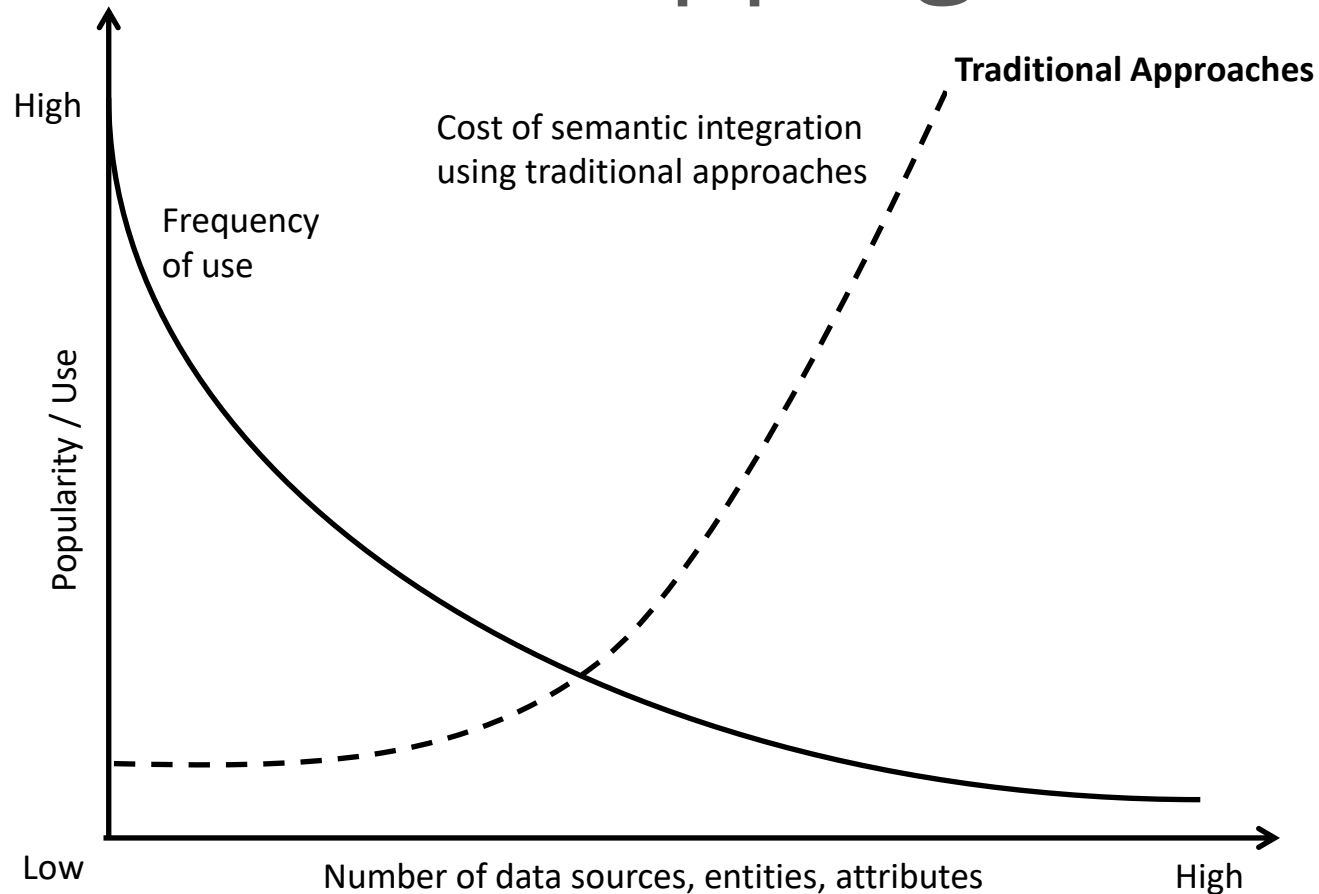 Traditional Approaches
High
Cost of semantic integration
using traditional approaches
Frequency
of use
Popularity / Use
Low
Number of data sources, entities, attributes
High